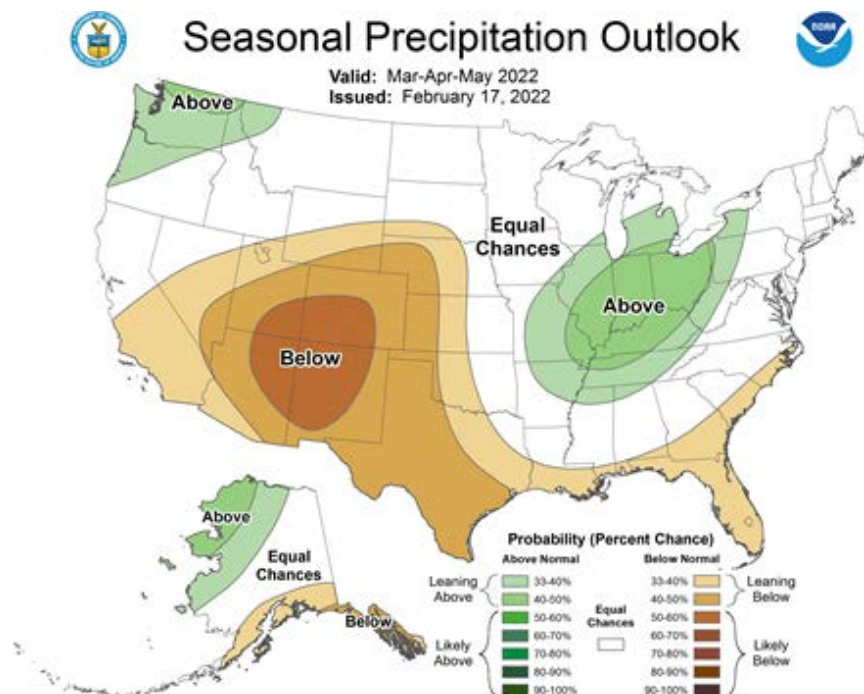 Seasonal Precipitation Outlook
Valid: Mar-Apr-May 2022
Issued: February 17, 2022
NOAA
Above
Equal
Chances
Above
Below
Above
Equal
Chances
Below
Probability (Percent Chance)
Above Normal
Below Normal
Leaning
Above
33-40%
40-50%
50-60%
60-70%
70-80%
80-90%
90-100%
Likely
Above
Equal
Chances
33-40%
40-50%
50-60%
60-70%
70-80%
80-90%
90-100%
Leaning
Below
Likely
Below